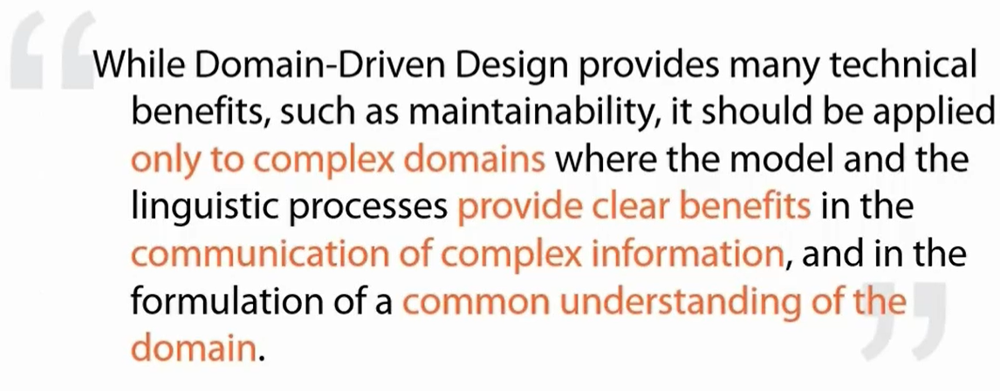 While Domain-Driven Design provides many technical
benefits, such as maintainability, it should be applied
only to complex domains where the model and the
linguistic processes provide clear benefits in the
communication of complex information, and in the
formulation of a common understanding of the
domain.